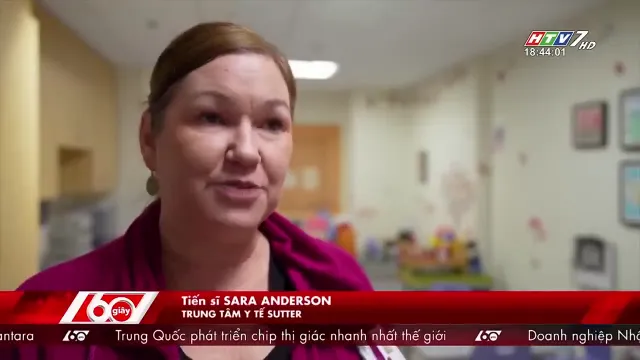 HTV7 HD
18:44:01
60 giây
Tiến sĩ SARA ANDERSON
TRUNG TÂM Y TẾ SUTTER
antara 60 giây Trung Quốc phát triển chip thị giác nhanh nhất thế giới 60 giây Doanh nghiệp Nhậ